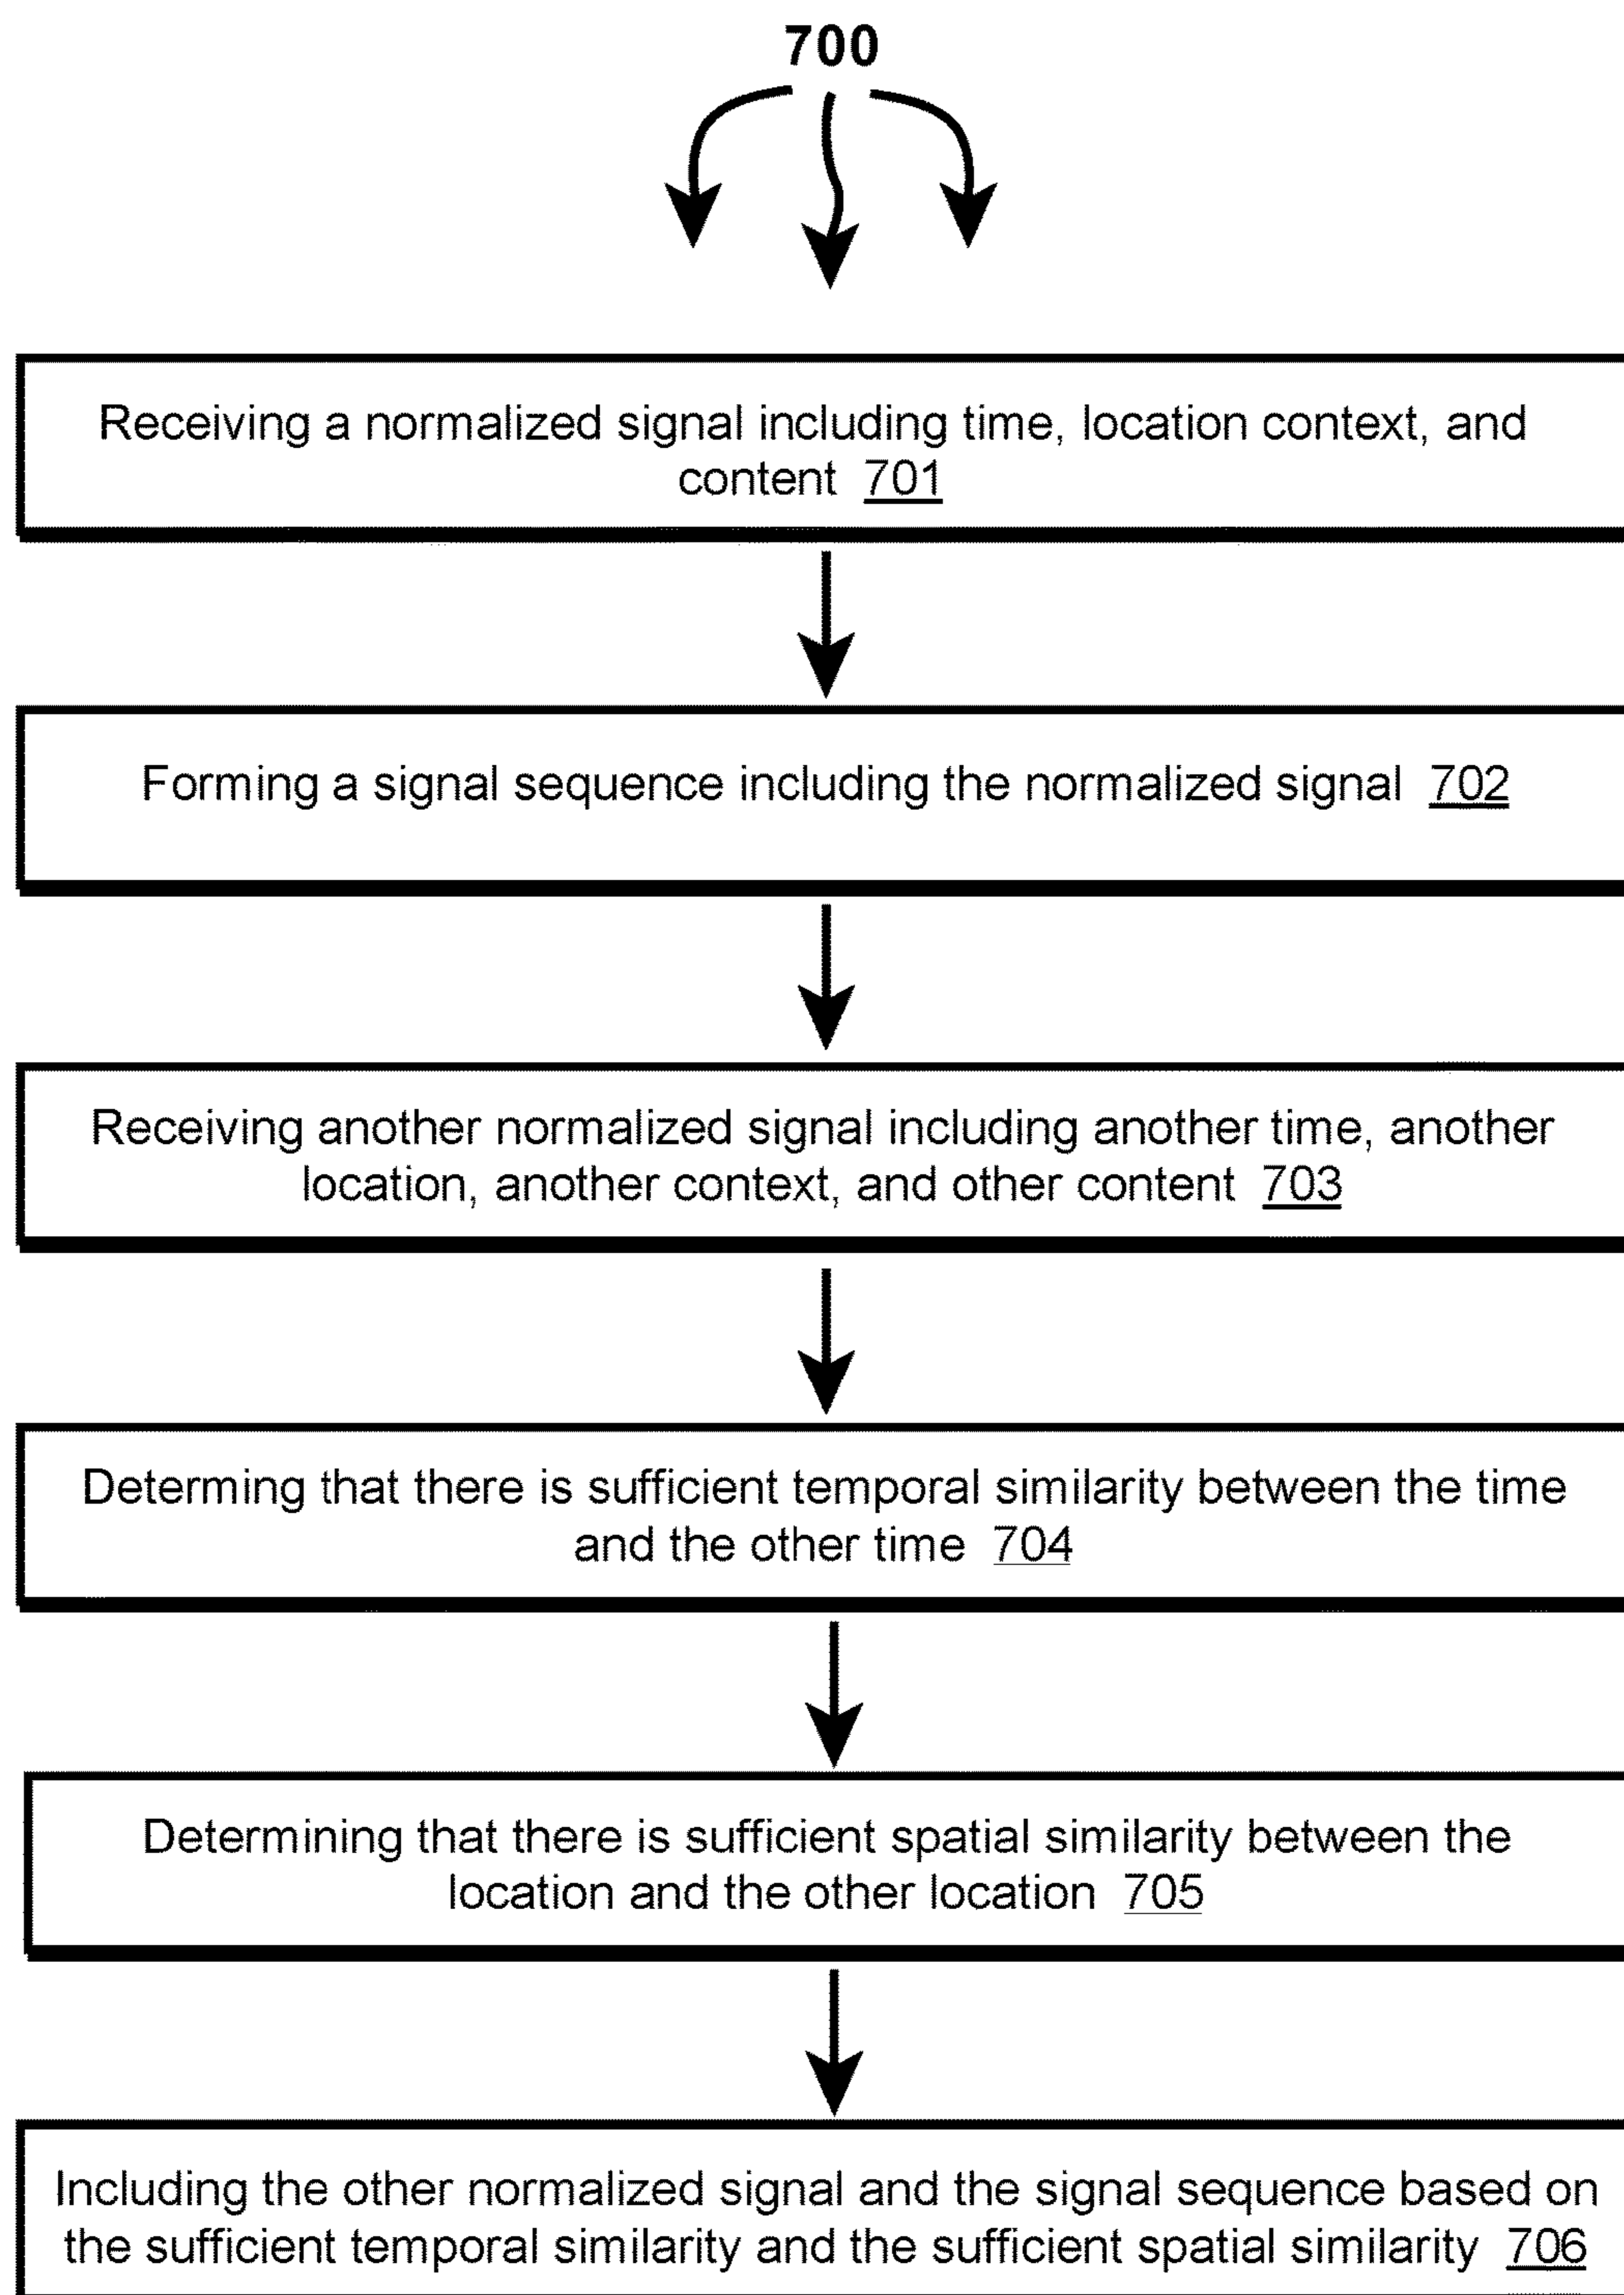 700
Receiving a normalized signal including time, location context, and
content 701
Forming a signal sequence including the normalized signal 702
Receiving another normalized signal including another time, another
location, another context, and other content 703
Determing that there is sufficient temporal similarity between the time
and the other time 704
Determining that there is sufficient spatial similarity between the
location and the other location 705
Including the other normalized signal and the signal sequence based on
the sufficient temporal similarity and the sufficient spatial similarity 706